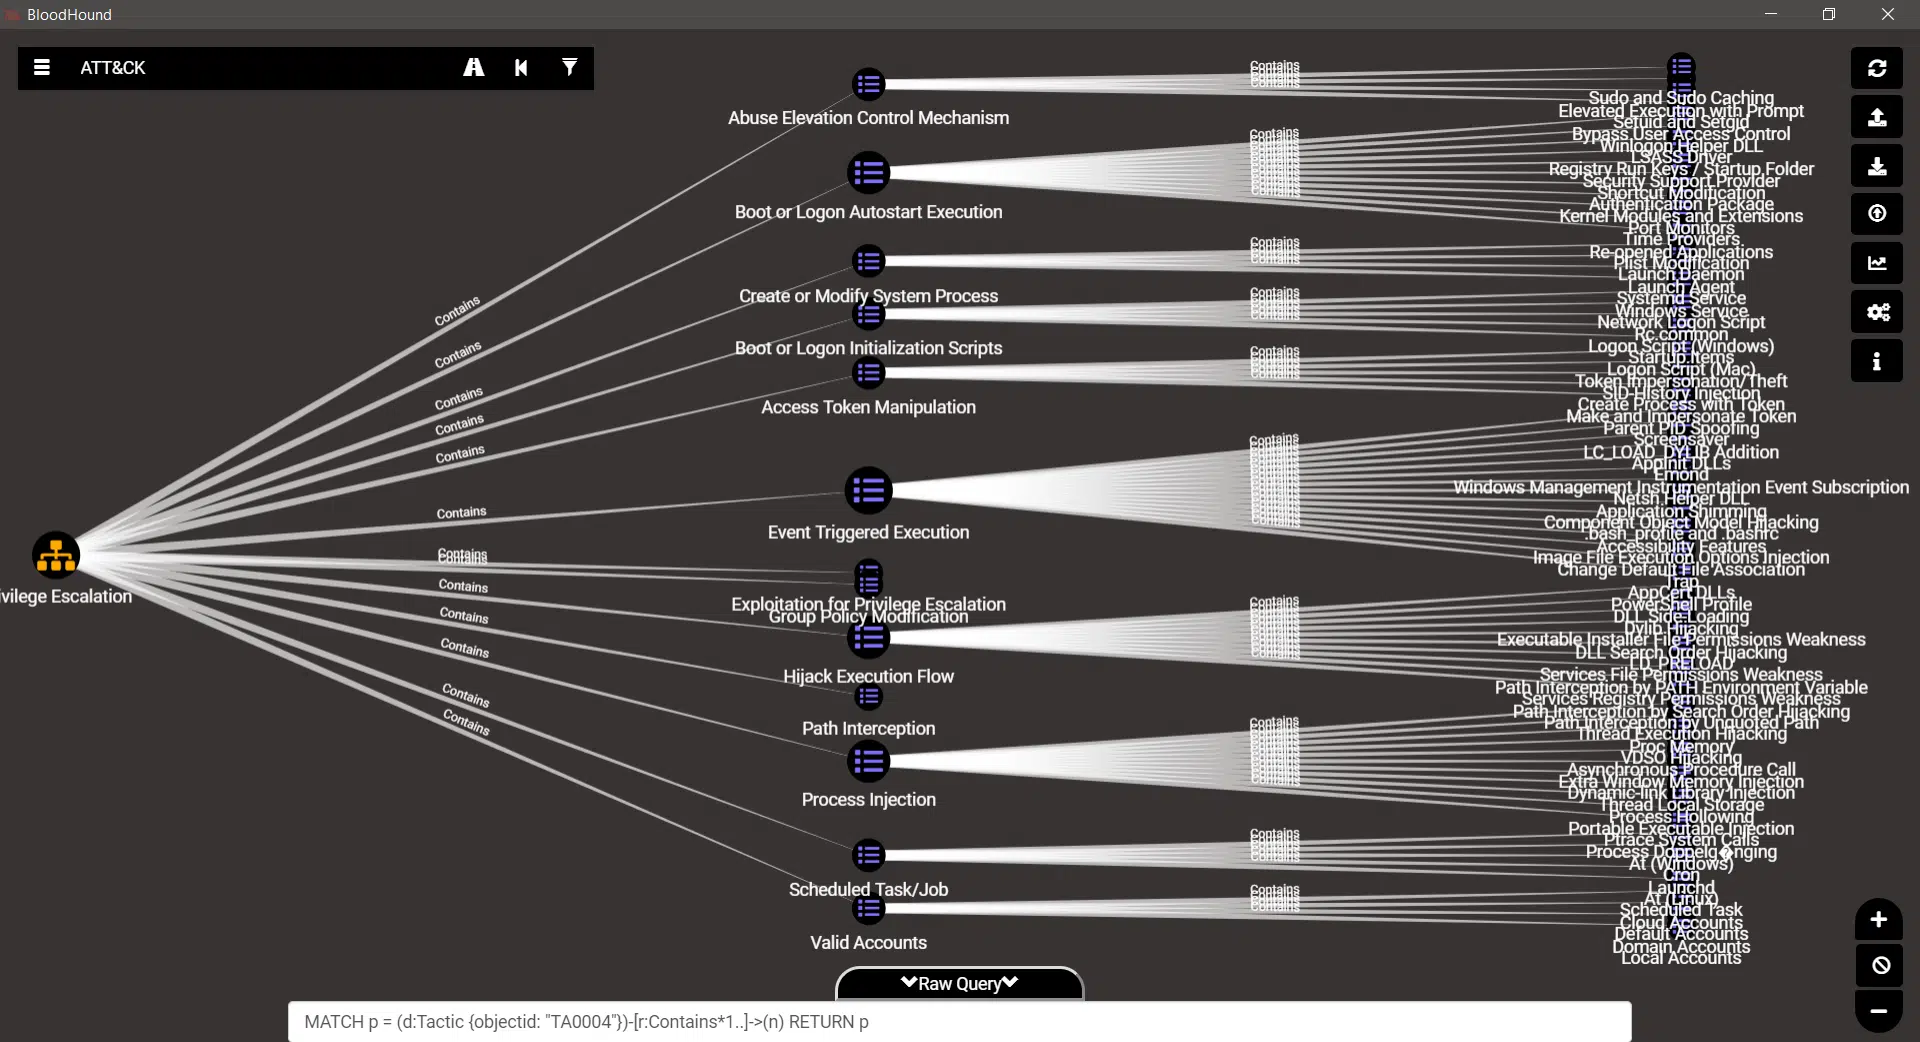 BloodHound
ATT&CK
Privilege Escalation
Contains
Contains
Contains
Contains
Contains
Contains
Contains
Contains
Contains
Contains
Contains
Contains
Contains
Abuse Elevation Control Mechanism
Boot or Logon Autostart Execution
Create or Modify System Process
Boot or Logon Initialization Scripts
Access Token Manipulation
Event Triggered Execution
Exploitation for Privilege Escalation
Group Policy Modification
Hijack Execution Flow
Path Interception
Process Injection
Scheduled Task/Job
Valid Accounts
Contains
Contains
Contains
Contains
Contains
Contains
Contains
Contains
Contains
Contains
Sudo and Sudo Caching
Elevated Execution with Prompt
Setuid and Setgid
Bypass User Access Control
Winlogon Helper DLL
LSASS Driver
Registry Run Keys / Startup Folder
Security Support Provider
Shortcut Modification
Authentication Package
Kernel Modules and Extensions
Port Monitors
Time Providers
Re-opened Applications
Plist Modification
Launch Daemon
Launch Agent
Systemd Service
Windows Service
Network Logon Script
Rc.common
Logon Script (Windows)
Startup Items
Logon Script (Mac)
Token Impersonation/Theft
SID-History Injection
Create Process with Token
Make and Impersonate Token
Parent PID Spoofing
Screensaver
LC_LOAD_DYLIB Addition
AppInit DLLs
Emond
Windows Management Instrumentation Event Subscription
Netsh Helper DLL
Application Shimming
Component Object Model Hijacking
.bash_profile and .bashrc
Accessibility Features
Image File Execution Options Injection
Change Default File Association
Trap
AppCert DLLs
PowerShell Profile
DLL Side-Loading
Dylib Hijacking
Executable Installer File Permissions Weakness
DLL Search Order Hijacking
LD_PRELOAD
Services File Permissions Weakness
Path Interception by PATH Environment Variable
Services Registry Permissions Weakness
Path Interception by Search Order Hijacking
Path Interception by Unquoted Path
Thread Execution Hijacking
Proc Memory
VDSO Hijacking
Asynchronous Procedure Call
Extra Window Memory Injection
Dynamic-link Library Injection
Thread Local Storage
Process Hollowing
Portable Executable Injection
Ptrace System Calls
Process Doppelg�nging
At (Windows)
Cron
Launchd
At (Linux)
Scheduled Task
Cloud Accounts
Default Accounts
Domain Accounts
Local Accounts
Raw Query
MATCH p = (d:Tactic {objectid: "TA0004"})-[r:Contains*1..]->(n) RETURN p